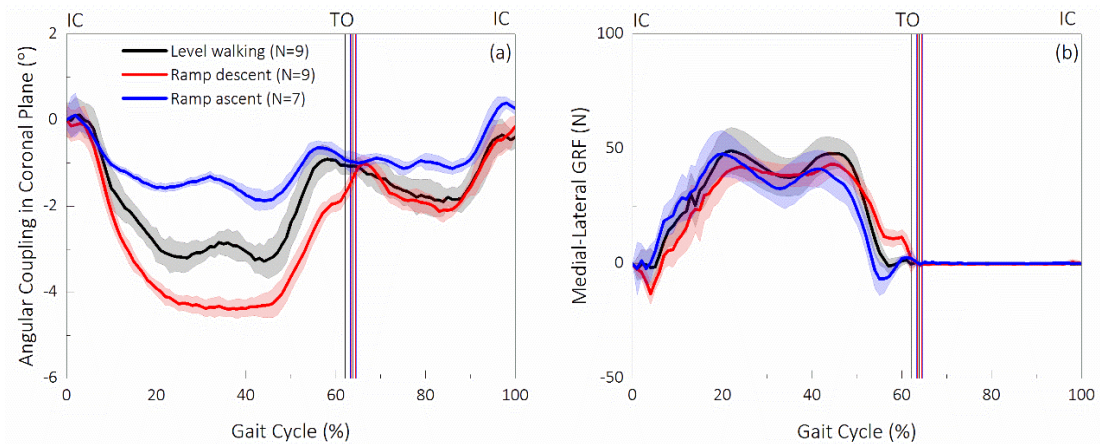 IC TO IC
(a)
Level walking (N=9)
Ramp descent (N=9)
Ramp ascent (N=7)
Angular Coupling in Coronal Plane (°)
2
0
-2
-4
-6
0 20 40 60 80 100
Gait Cycle (%)
IC TO IC
(b)
Medial-Lateral GRF (N)
100
50
0
-50
0 20 40 60 80 100
Gait Cycle (%)